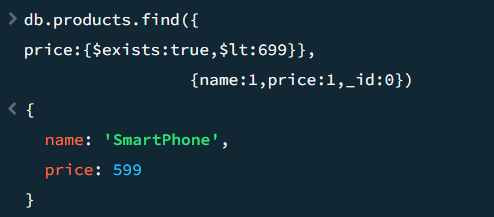 > db.products.find({
price:{$exists:true,$lt:699}},
{name:1,price:1,_id:0})
< {
name: 'SmartPhone',
price: 599
}